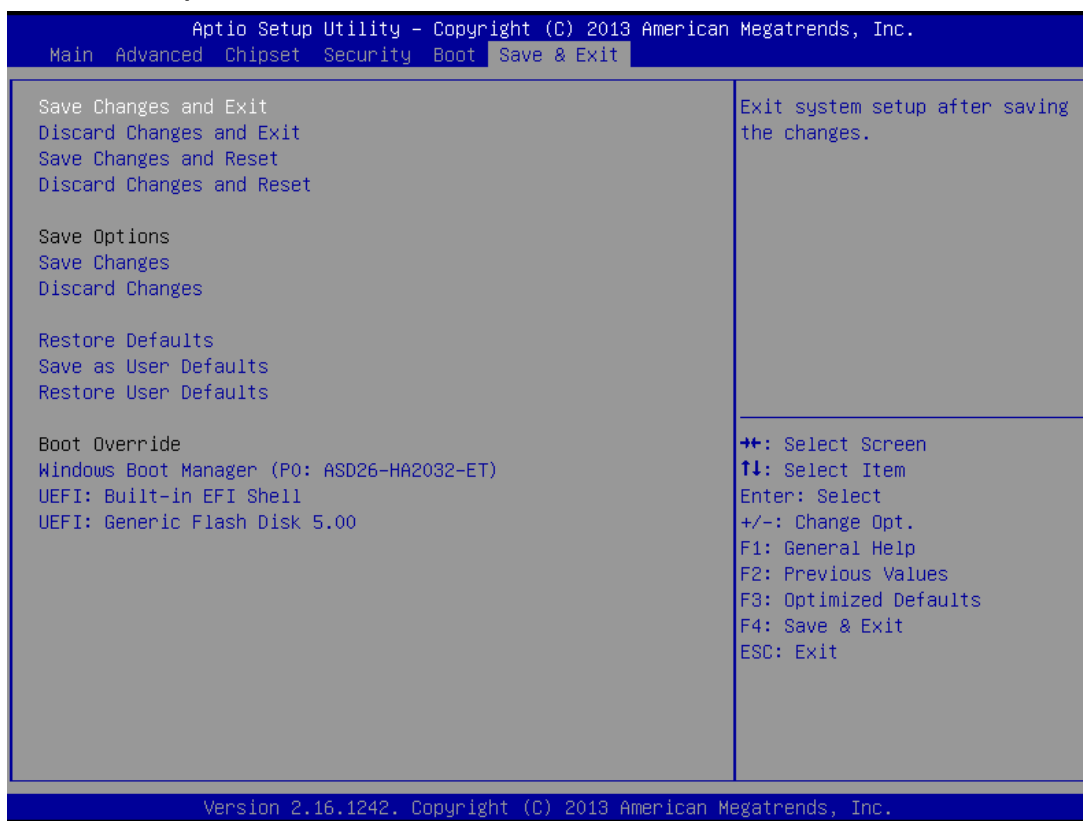 Aptio Setup Utility – Copyright (C) 2013 American Megatrends, Inc.
Main Advanced Chipset Security Boot Save & Exit
Save Changes and Exit
Discard Changes and Exit
Save Changes and Reset
Discard Changes and Reset
Save Options
Save Changes
Discard Changes
Restore Defaults
Save as User Defaults
Restore User Defaults
Boot Override
Windows Boot Manager (P0: ASD26-HA2032-ET)
UEFI: Built-in EFI Shell
UEFI: Generic Flash Disk 5.00
Exit system setup after saving
the changes.
→←: Select Screen
↑↓: Select Item
Enter: Select
+/-: Change Opt.
F1: General Help
F2: Previous Values
F3: Optimized Defaults
F4: Save & Exit
ESC: Exit
Version 2.16.1242. Copyright (C) 2013 American Megatrends, Inc.